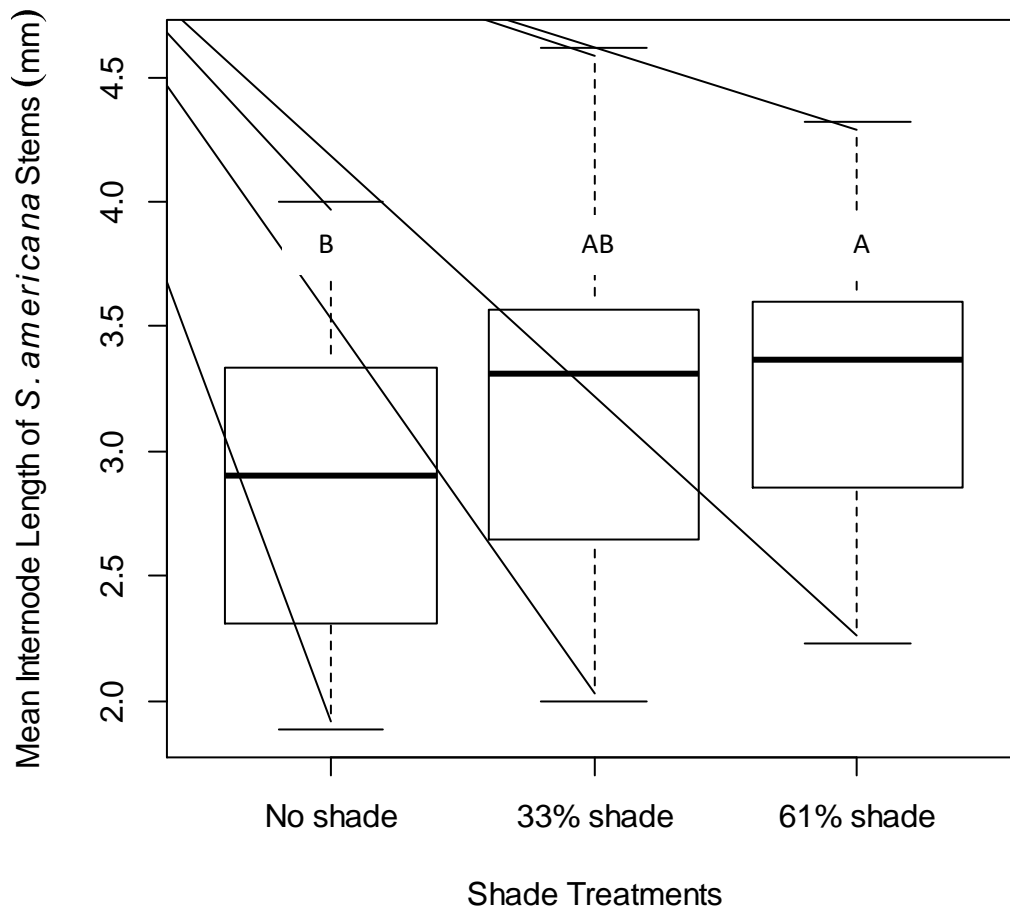 Mean Internode Length of S. americana Stems (mm)
4.5
4.0
3.5
3.0
2.5
2.0
B
AB
A
No shade
33% shade
61% shade
Shade Treatments